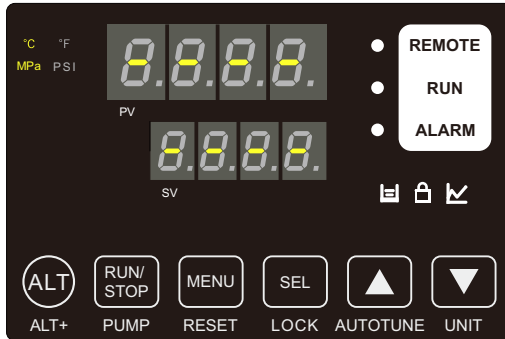 °C °F
MPa PSI
- - - -
PV
- - - -
SV
REMOTE
RUN
ALARM
ALT RUN/ STOP MENU SEL
ALT+ PUMP RESET LOCK AUTOTUNE UNIT